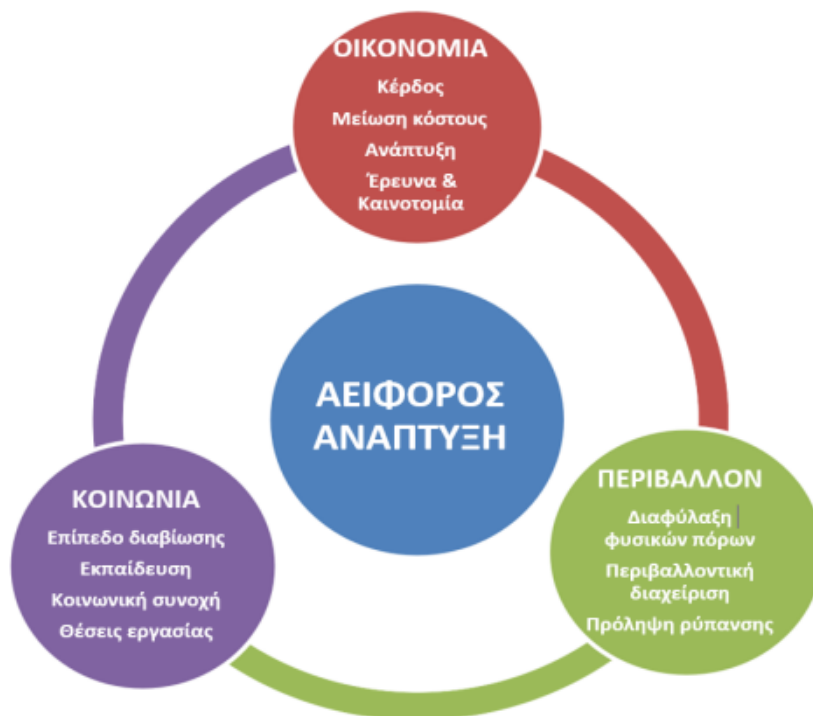 ΟΙΚΟΝΟΜΙΑ
Κέρδος
Μείωση κόστους
Ανάπτυξη
Έρευνα &
Καινοτομία
ΑΕΙΦΟΡΟΣ
ΑΝΑΠΤΥΞΗ
ΚΟΙΝΩΝΙΑ
Επίπεδο διαβίωσης
Εκπαίδευση
Κοινωνική συνοχή
Θέσεις εργασίας
ΠΕΡΙΒΑΛΛΟΝ
Διαφύλαξη
φυσικών πόρων
Περιβαλλοντική
διαχείριση
Πρόληψη ρύπανσης